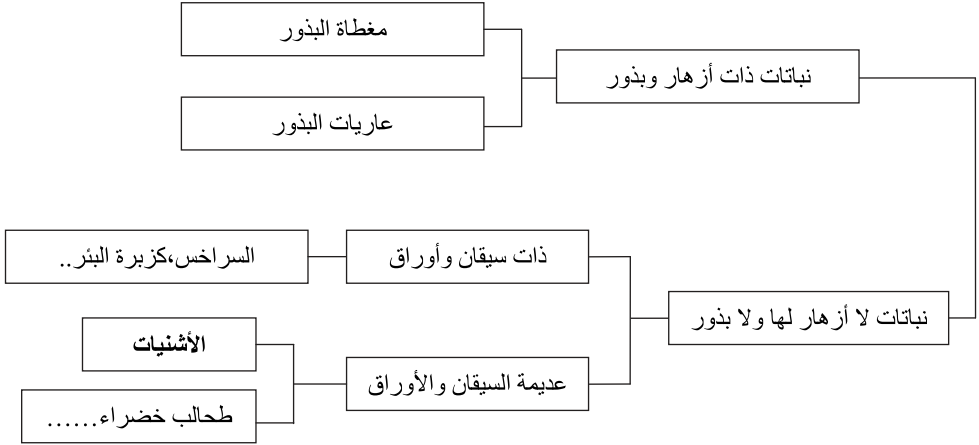 نباتات ذات أزهار وبذور
مغطاة البذور
عاريات البذور
نباتات لا أزهار لها ولا بذور
ذات سيقان وأوراق
السراخس،كزبرة البئر..
عديمة السيقان والأوراق
الأشنيات
طحالب خضراء......